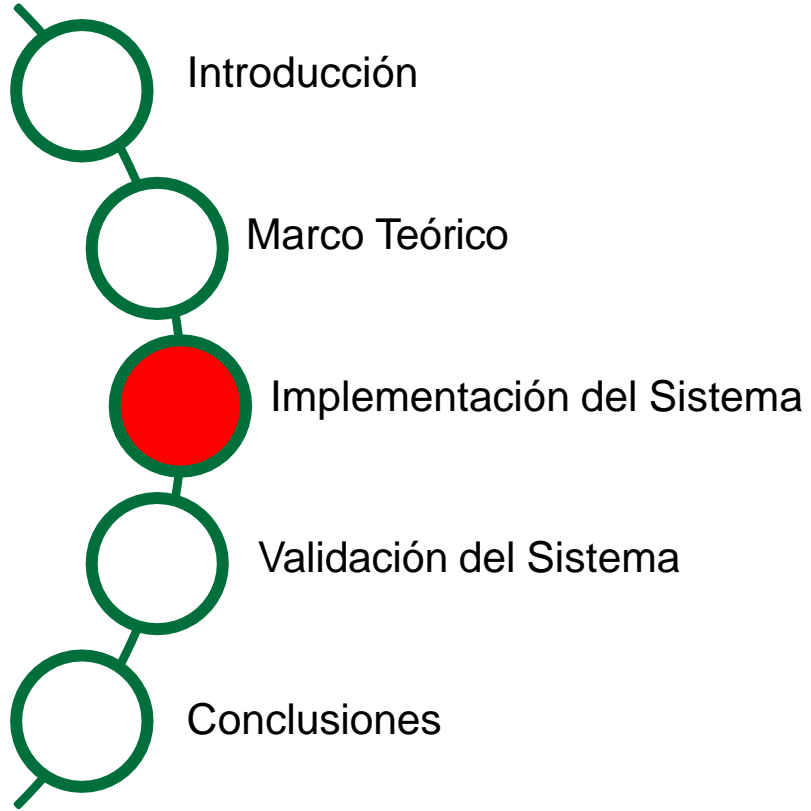 Introducción
Marco Teórico
Implementación del Sistema
Validación del Sistema
Conclusiones